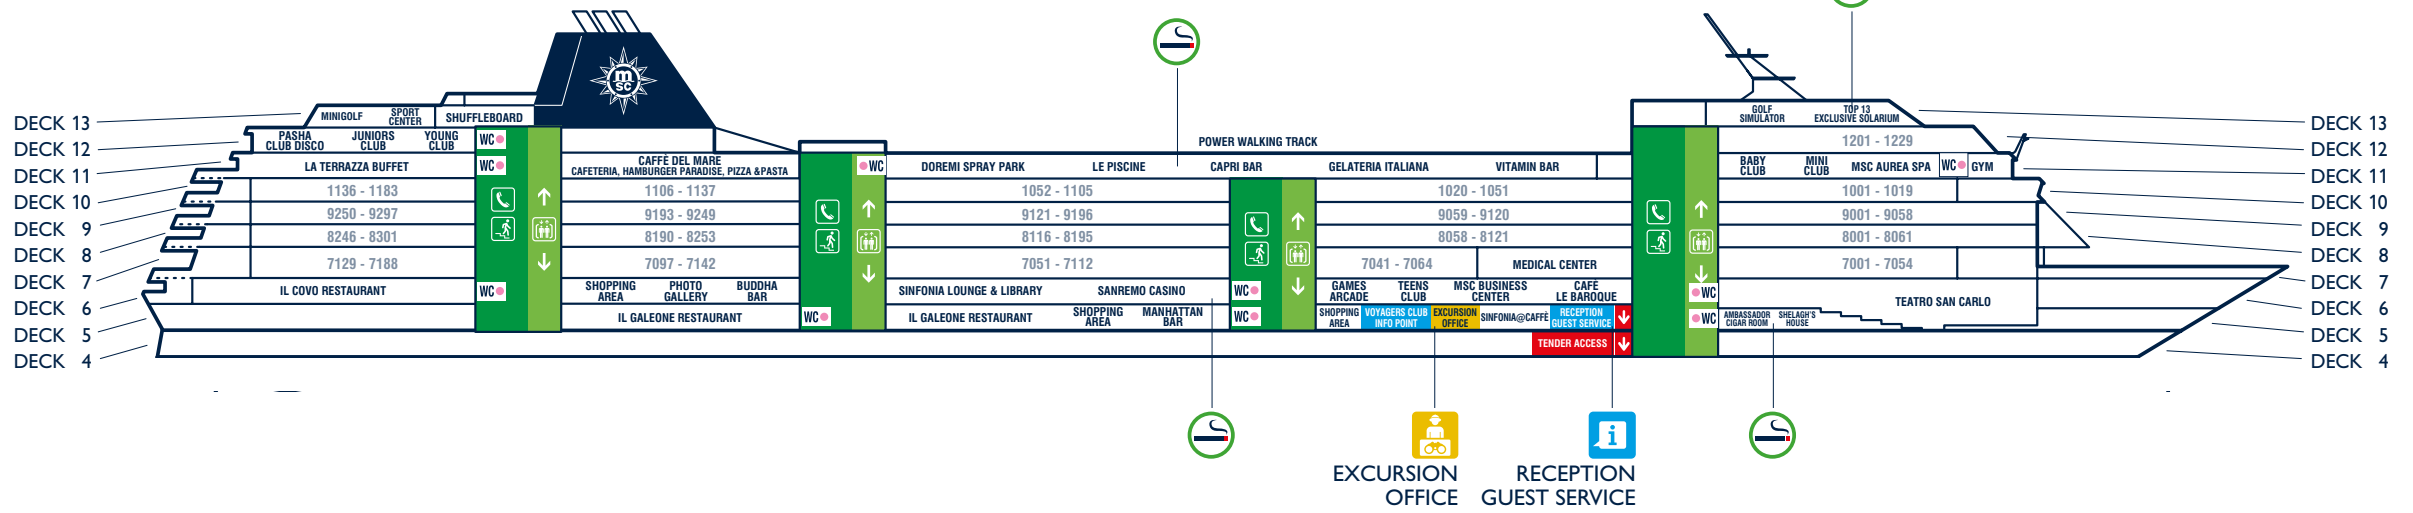 msc
DECK 13
DECK 12
DECK 11
DECK 10
DECK 9
DECK 8
DECK 7
DECK 6
DECK 5
DECK 4
MINIGOLF
SPORT
CENTER
SHUFFLEBOARD
GOLF
SIMULATOR
TOP 13
EXCLUSIVE SOLARIUM
PASHA
CLUB DISCO
JUNIORS
CLUB
YOUNG
CLUB
WC
POWER WALKING TRACK
1201 - 1229
LA TERRAZZA BUFFET
WC
CAFFÈ DEL MARE
CAFETERIA, HAMBURGER PARADISE, PIZZA &PASTA
WC
DOREMI SPRAY PARK
LE PISCINE
CAPRI BAR
GELATERIA ITALIANA
VITAMIN BAR
BABY
CLUB
MINI
CLUB
MSC AUREA SPA
WC
GYM
1136 - 1183
1106 - 1137
1052 - 1105
1020 - 1051
1001 - 1019
9250 - 9297
9193 - 9249
9121 - 9196
9059 - 9120
9001 - 9058
8246 - 8301
8190 - 8253
8116 - 8195
8058 - 8121
8001 - 8061
7129 - 7188
7097 - 7142
7051 - 7112
7041 - 7064
MEDICAL CENTER
7001 - 7054
IL COVO RESTAURANT
WC
SHOPPING
AREA
PHOTO
GALLERY
BUDDHA
BAR
SINFONIA LOUNGE & LIBRARY
SANREMO CASINO
WC
GAMES
ARCADE
TEENS
CLUB
MSC BUSINESS
CENTER
CAFÈ
LE BAROQUE
WC
TEATRO SAN CARLO
IL GALEONE RESTAURANT
WC
IL GALEONE RESTAURANT
SHOPPING
AREA
MANHATTAN
BAR
WC
SHOPPING
AREA
VOYAGERS CLUB
INFO POINT
EXCURSION
OFFICE
SINFONIA@CAFFÈ
RECEPTION
GUEST SERVICE
WC
AMBASSADOR
CIGAR ROOM
SHELAGH'S
HOUSE
TENDER ACCESS
DECK 13
DECK 12
DECK 11
DECK 10
DECK 9
DECK 8
DECK 7
DECK 6
DECK 5
DECK 4
i
EXCURSION
OFFICE
RECEPTION
GUEST SERVICE